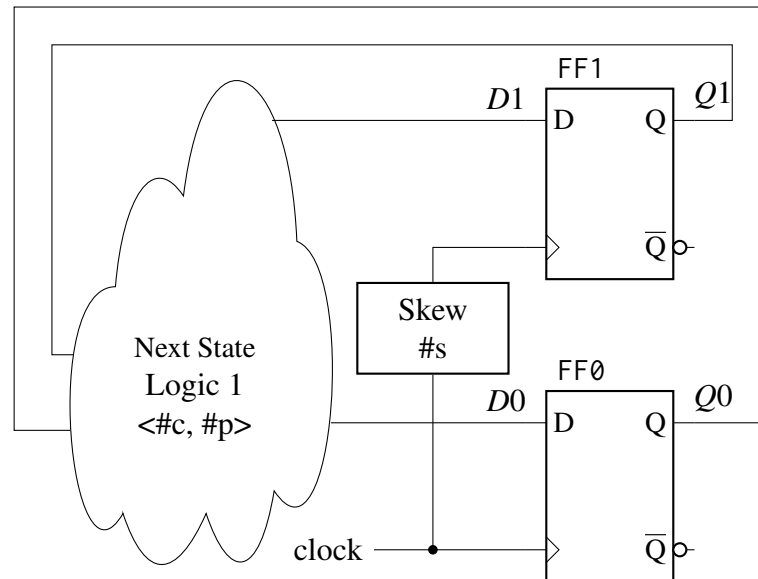 FF1
D1
Q1
D
Q
Q
Skew
#s
Next State
Logic 1
<#c, #p>
FF0
D0
Q0
D
Q
clock
Q